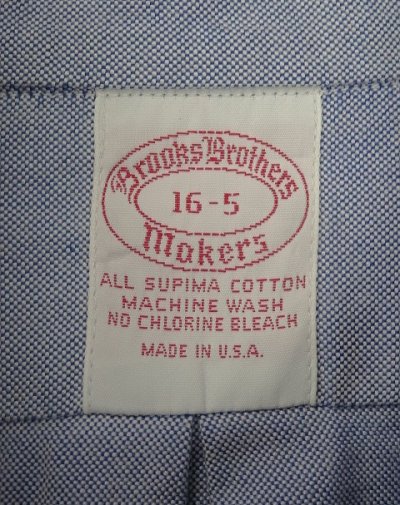 Brooks Brothers
16-5
Makers
ALL SUPIMA COTTON
MACHINE WASH
NO CHLORINE BLEACH
MADE IN U.S.A.